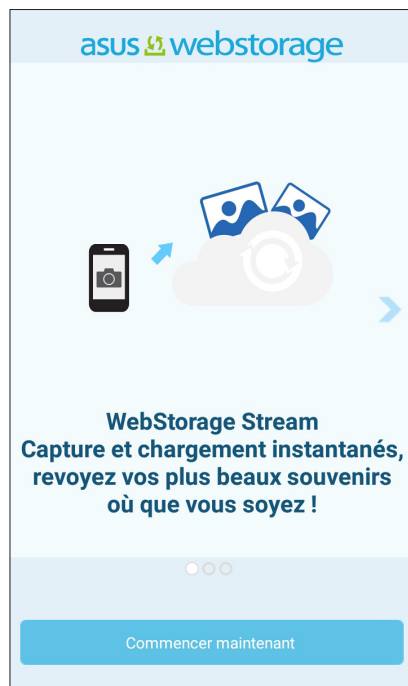 asus webstorage
WebStorage Stream
Capture et chargement instantanés,
revoyez vos plus beaux souvenirs
où que vous soyez !
Commencer maintenant